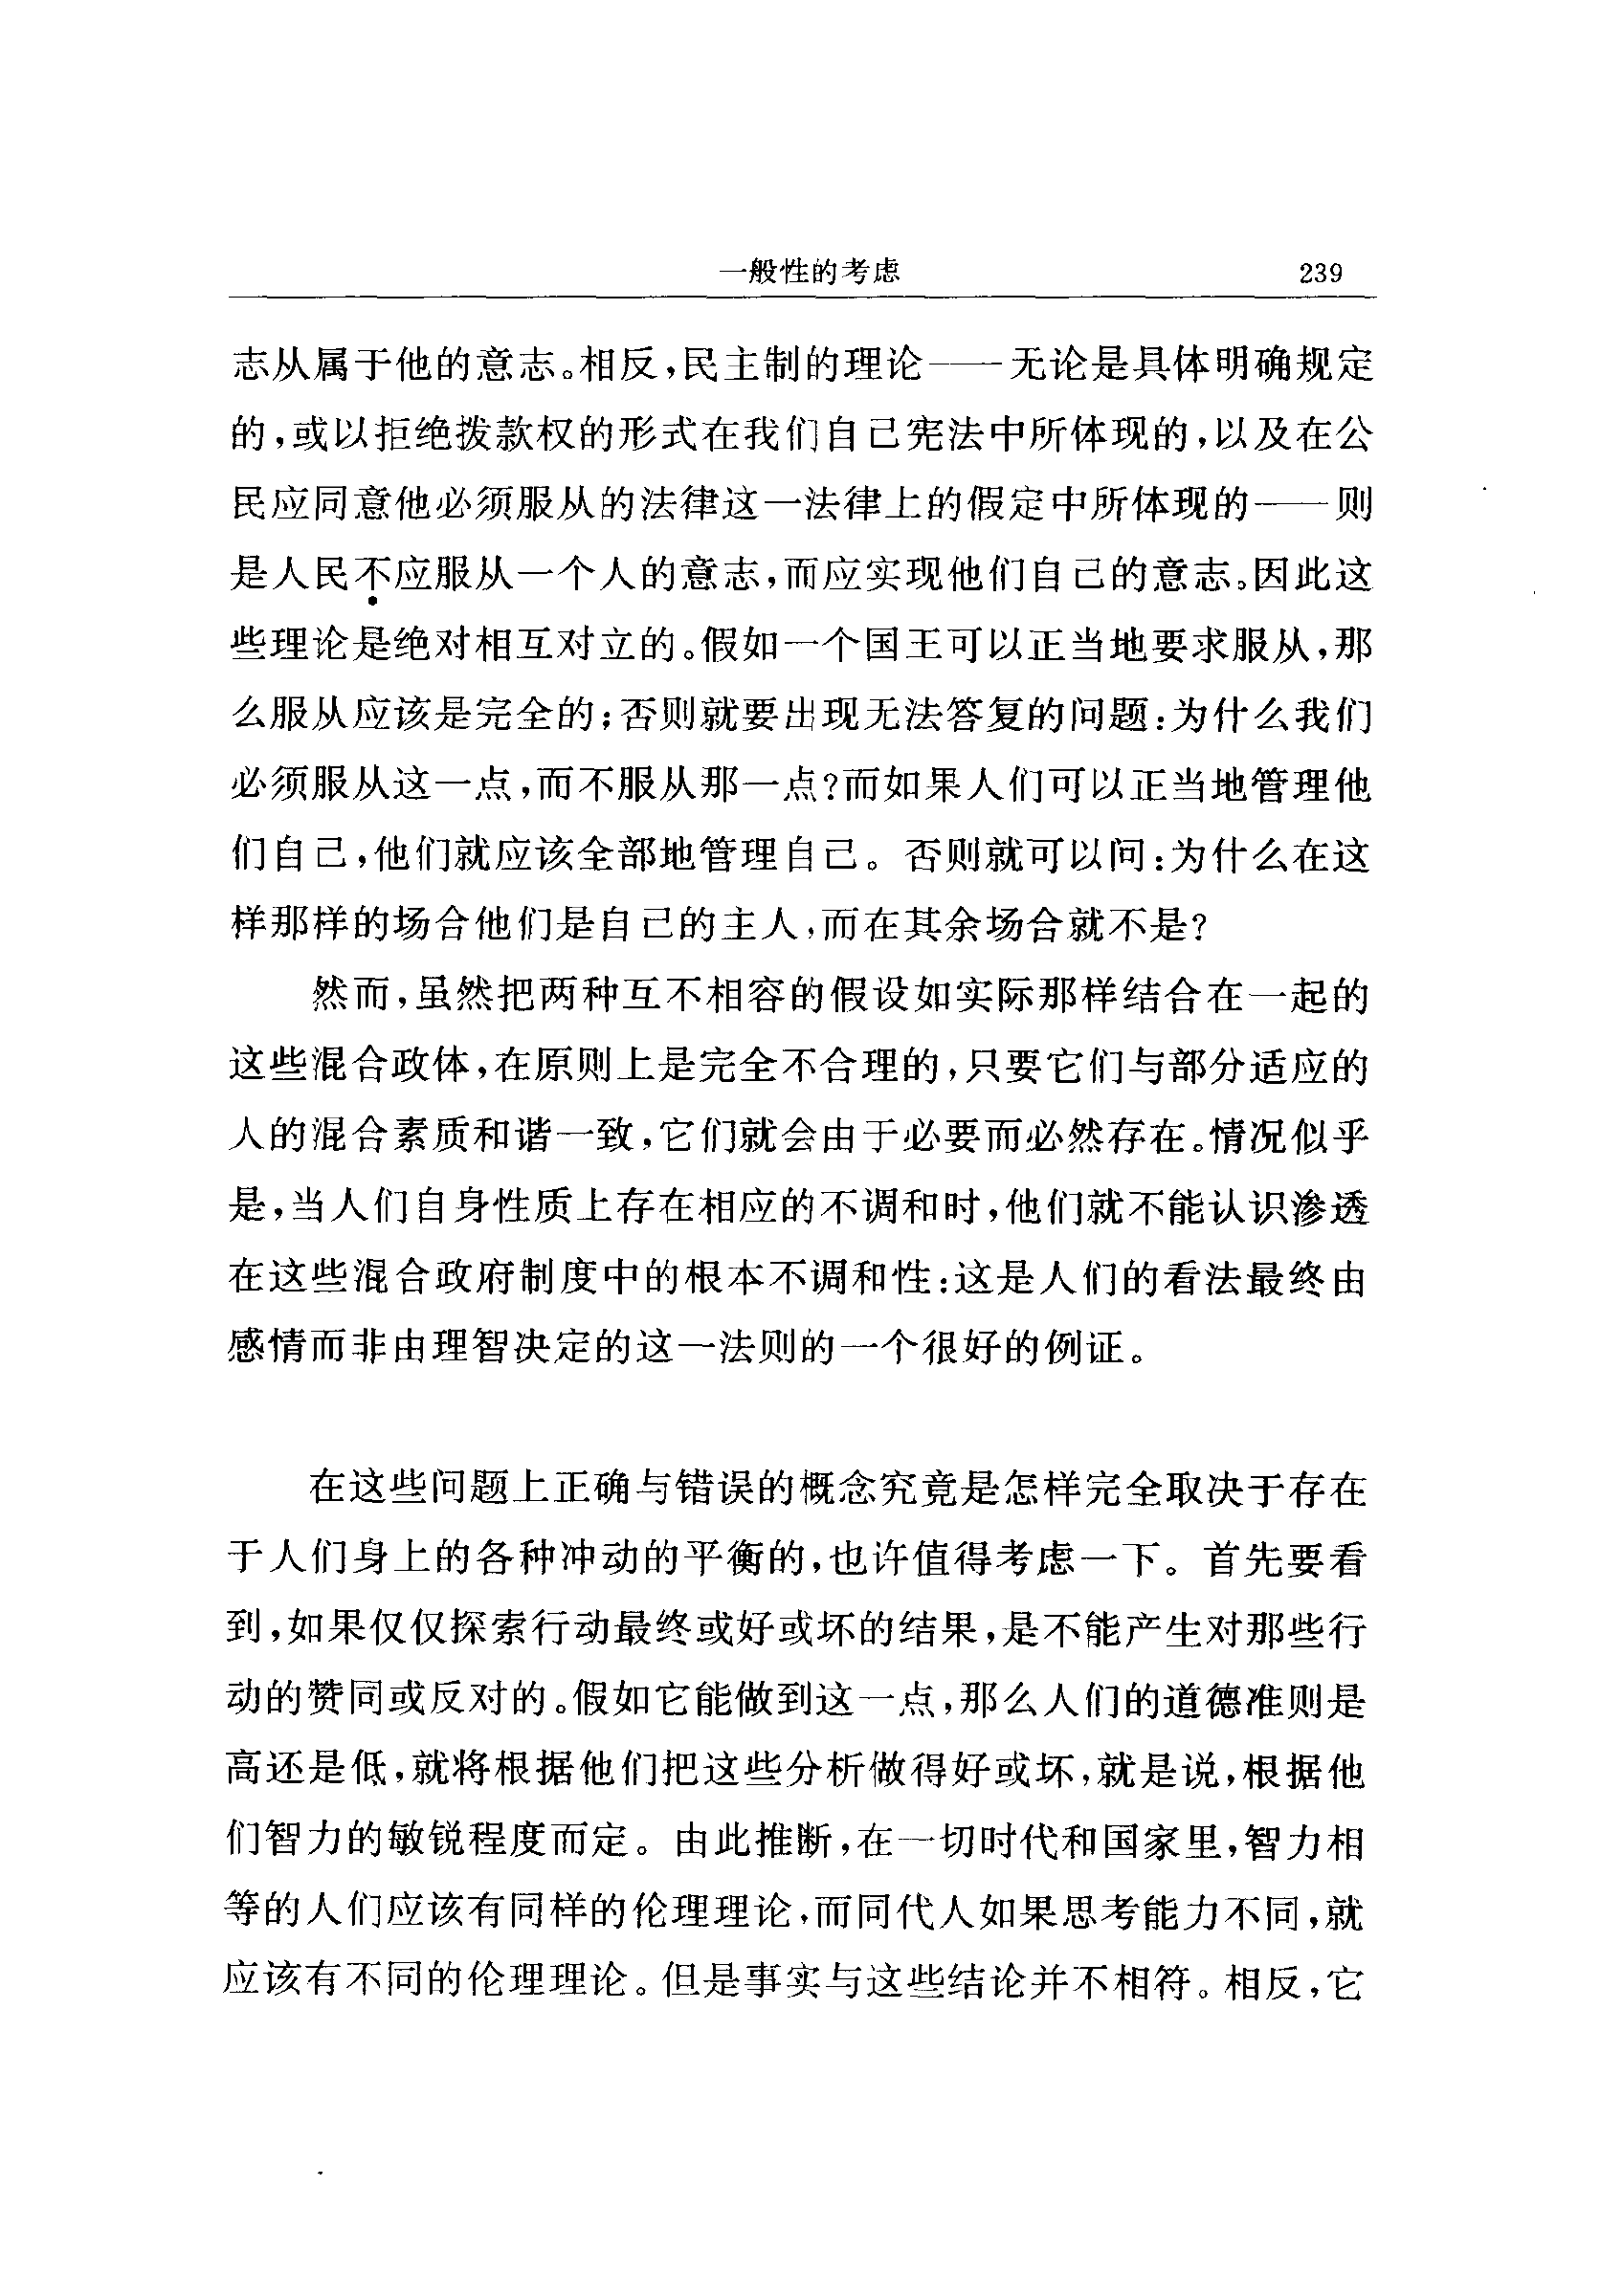 一般性的考虑 239
志从属于他的意志。相反，民主制的理论——无论是具体明确规定
的，或以拒绝拨款权的形式在我们自己宪法中所体现的，以及在公
民应同意他必须服从的法律这一法律上的假定中所体现的——则
是人民不应服从一个人的意志，而应实现他们自己的意志。因此这
些理论是绝对相互对立的。假如一个国王可以正当地要求服从，那
么服从应该是完全的；否则就要出现无法答复的问题：为什么我们
必须服从这一点，而不服从那一点？而如果人们可以正当地管理他
们自己，他们就应该全部地管理自己。否则就可以问：为什么在这
样那样的场合他们是自己的主人，而在其余场合就不是？
然而，虽然把两种互不相容的假设如实际那样结合在一起的
这些混合政体，在原则上是完全不合理的，只要它们与部分适应的
人的混合素质和谐一致，它们就会由于必要而必然存在。情况似乎
是，当人们自身性质上存在相应的不调和时，他们就不能认识渗透
在这些混合政府制度中的根本不调和性：这是人们的看法最终由
感情而非由理智决定的这一法则的一个很好的例证。
在这些问题上正确与错误的概念究竟是怎样完全取决于存在
于人们身上的各种冲动的平衡的，也许值得考虑一下。首先要看
到，如果仅仅探索行动最终或好或坏的结果，是不能产生对那些行
动的赞同或反对的。假如它能做到这一点，那么人们的道德准则是
高还是低，就将根据他们把这些分析做得好或坏，就是说，根据他
们智力的敏锐程度而定。由此推断，在一切时代和国家里，智力相
等的人们应该有同样的伦理理论，而同代人如果思考能力不同，就
应该有不同的伦理理论。但是事实与这些结论并不相符。相反，它